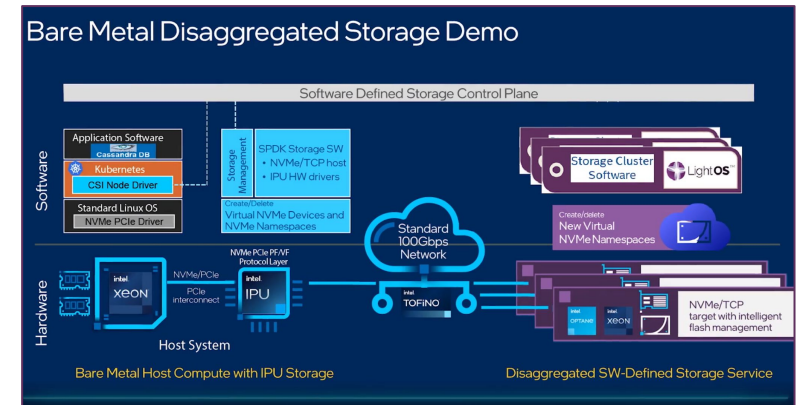 Bare Metal Disaggregated Storage Demo
Software Defined Storage Control Plane
Software
Application Software
Cassandra DB
Kubernetes
CSI Node Driver
Standard Linux OS
NVMe PCIe Driver
Storage
Management
SPDK Storage SW
• NVMe/TCP host
• IPU HW drivers
Create/Delete
Virtual NVMe Devices and
NVMe Namespaces
Storage Cluster
Software
LightOS™
Create/delete
New Virtual
NVMe Namespaces
Standard
100Gbps
Network
Hardware
intel
XEON
NVMe/PCIe
PCIe
interconnect
NVMe PCIe PF/VF
Protocol Layer
intel
IPU
intel
TOFINO
intel
OPTANE
intel
XEON
NVMe/TCP
target with intelligent
flash management
Host System
Bare Metal Host Compute with IPU Storage
Disaggregated SW-Defined Storage Service